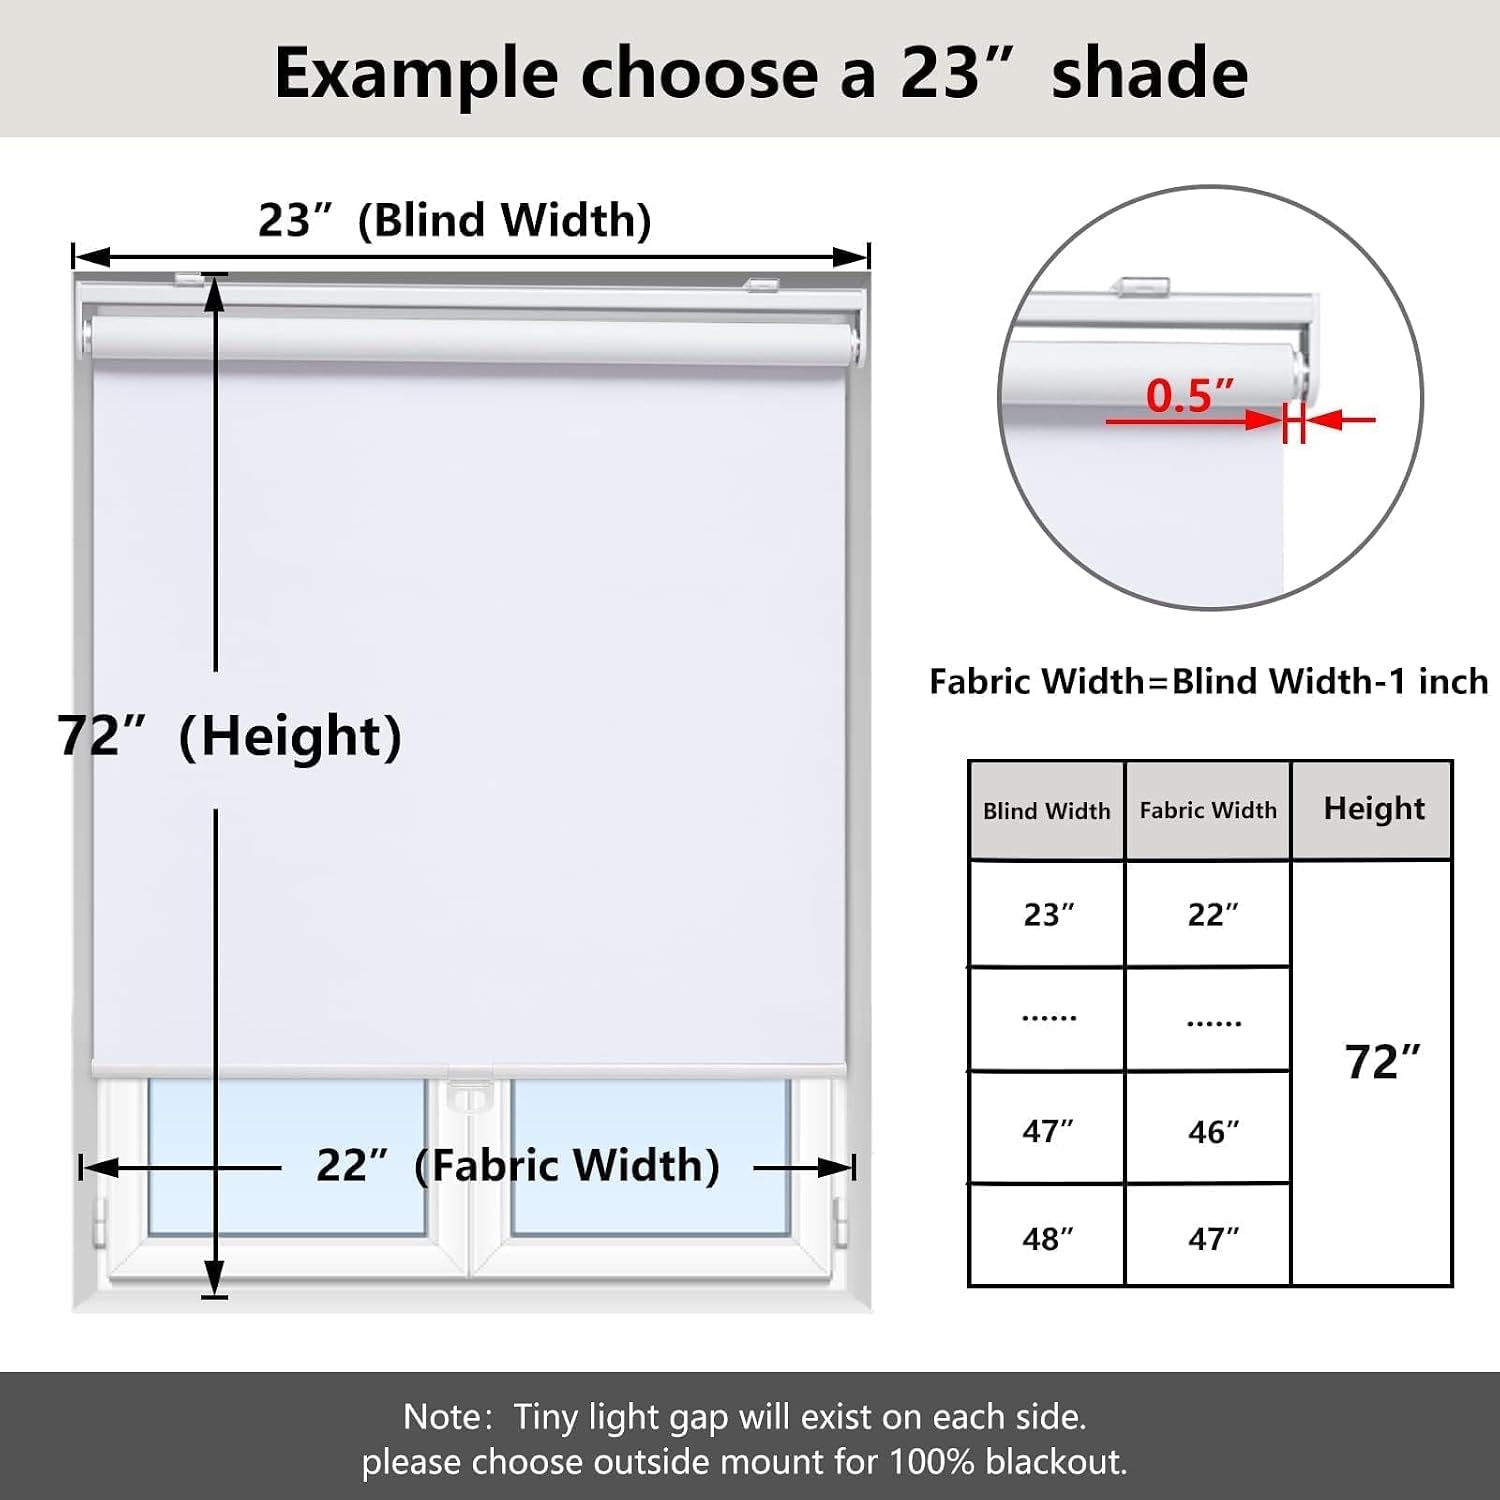 Example choose a 23” shade
23” (Blind Width)
0.5”
72” (Height)
22” (Fabric Width)
Fabric Width=Blind Width-1 inch
Blind Width Fabric Width Height
23” 22”
...... ......
72”
47” 46”
48” 47”
Note: Tiny light gap will exist on each side.
please choose outside mount for 100% blackout.